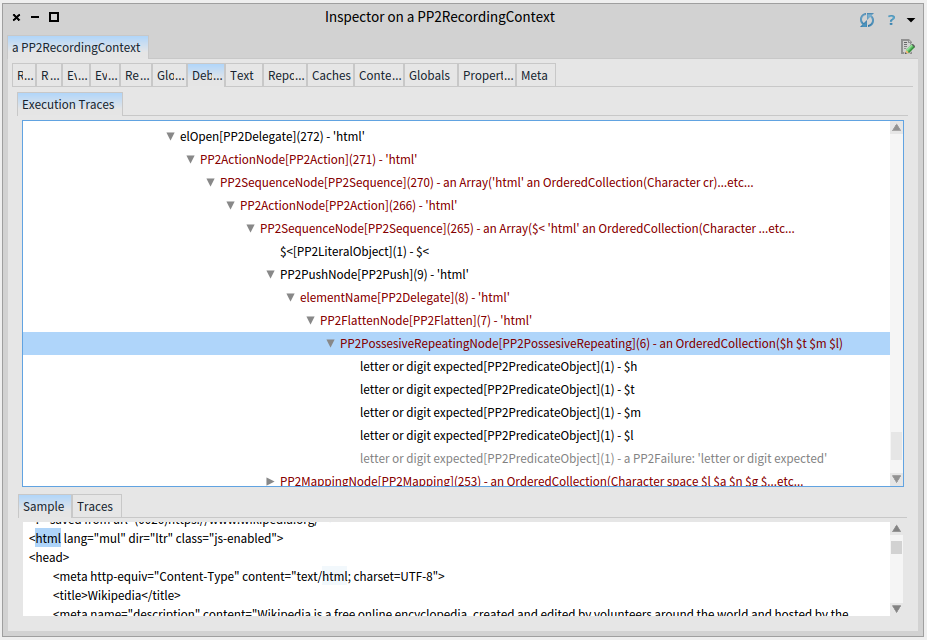 Inspector on a PP2RecordingContext
?
a PP2RecordingContext
R... R... E\... Ev... Re... Glo... Deb... Text Repc... Caches Conte... Globals Propert... Meta
Execution Traces
elOpen[PP2Delegate](272) - 'html'
PP2ActionNode[PP2Action](271) - 'html'
PP2SequenceNode[PP2Sequence](270) - an Array('html' an OrderedCollection(Character cr)...etc...
PP2ActionNode[PP2Action](266) - 'html'
PP2SequenceNode[PP2Sequence](265) - an Array($< 'html' an OrderedCollection(Character ...etc...
$<[PP2LiteralObject](1) - $<
PP2PushNode[PP2Push](9) - 'html'
elementName[PP2Delegate](8) - 'html'
PP2FlattenNode[PP2Flatten](7) - 'html'
PP2PossesiveRepeatingNode[PP2PossesiveRepeating](6) - an OrderedCollection($h $t $m $l)
letter or digit expected[PP2PredicateObject](1) - $h
letter or digit expected[PP2PredicateObject](1) - $t
letter or digit expected[PP2PredicateObject](1) - $m
letter or digit expected[PP2PredicateObject](1) - $l
letter or digit expected[PP2PredicateObject](1) - a PP2Failure: 'letter or digit expected'
PP2MappingNode[PP2Mapping](253) - an OrderedCollection(Character space $l $a $n $g $...etc...
Sample Traces
saved from url=(0026)https://www.wikipedia.org/
<html lang="mul" dir="ltr" class="js-enabled">
<head>
<meta http-equiv="Content-Type" content="text/html; charset=UTF-8">
<title>Wikipedia</title>
<meta name="description" content="Wikipedia is a free online encyclopedia, created and edited by volunteers around the world and hosted by the